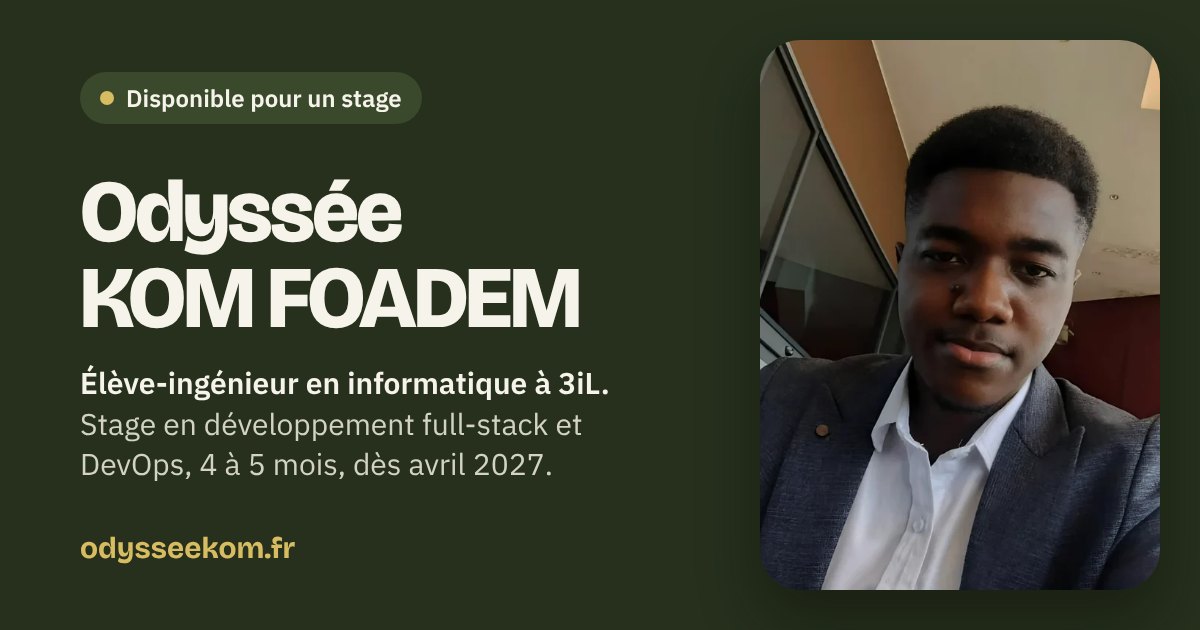 Disponible pour un stage
Odyssée
KOM FOADEM
Élève-ingénieur en informatique à 3iL.
Stage en développement full-stack et
DevOps, 4 à 5 mois, dès avril 2027.
odysseekom.fr